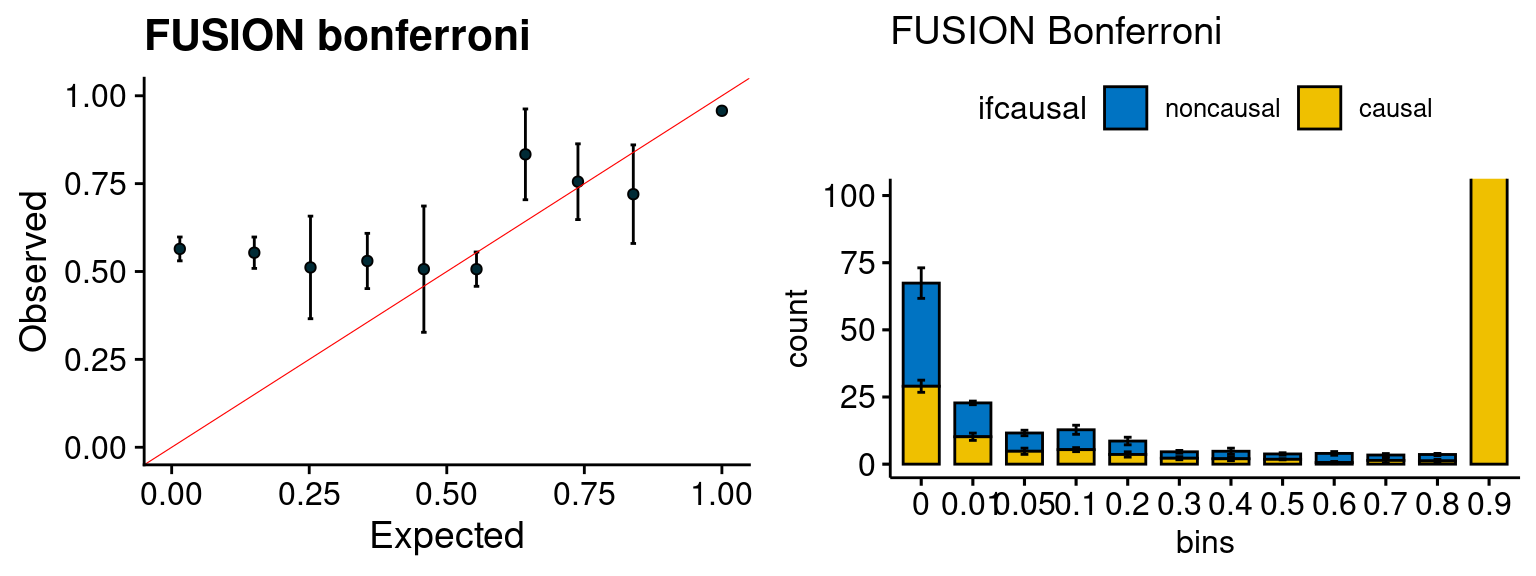 FUSION bonferroni
1.00
0.75
0.50
0.25
0.00
Observed
0.00 0.25 0.50 0.75 1.00
Expected
FUSION Bonferroni
ifcausal noncausal causal
100
75
50
25
0
count
0 0.01 0.05 0.1 0.2 0.3 0.4 0.5 0.6 0.7 0.8 0.9
bins